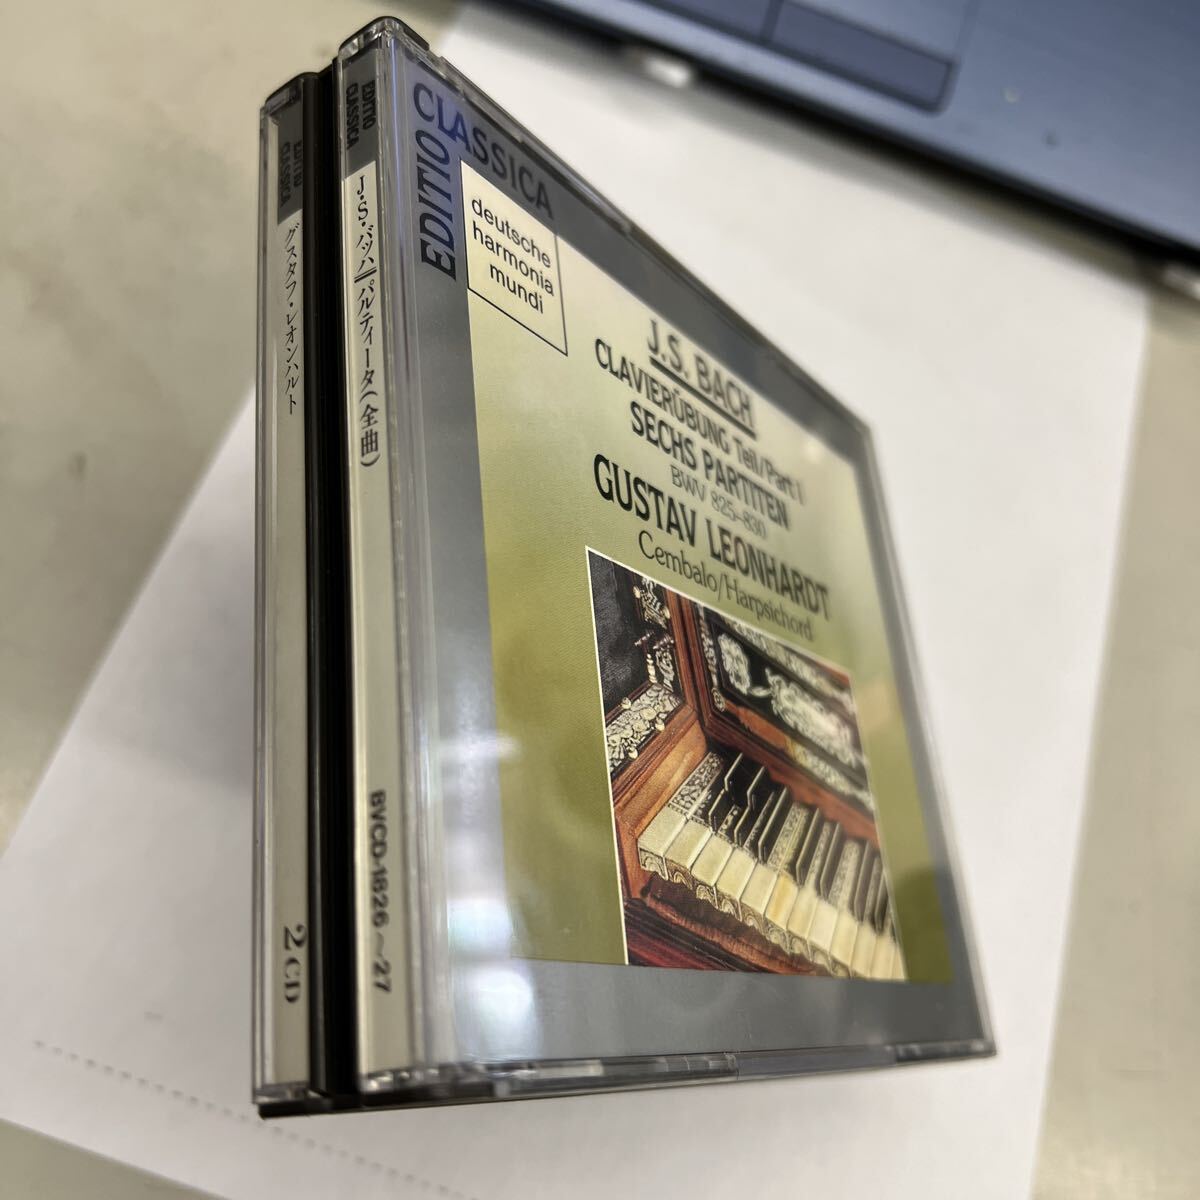 EDITIO
CLASSICA
グスタフ・レオンハルト
2CD
EDITIO
CLASSICA
J・S・バッハ∥パルティータ(全曲)
BVCD-1826~27
EDITIO
CLASSICA
deutsche
harmonia
mundi
J.S. BACH
CLAVIERÜBUNG Teil/Part I
SECHS PARTITEN
BWV 825-830
GUSTAV LEONHARDT
Cembalo/Harpsichord